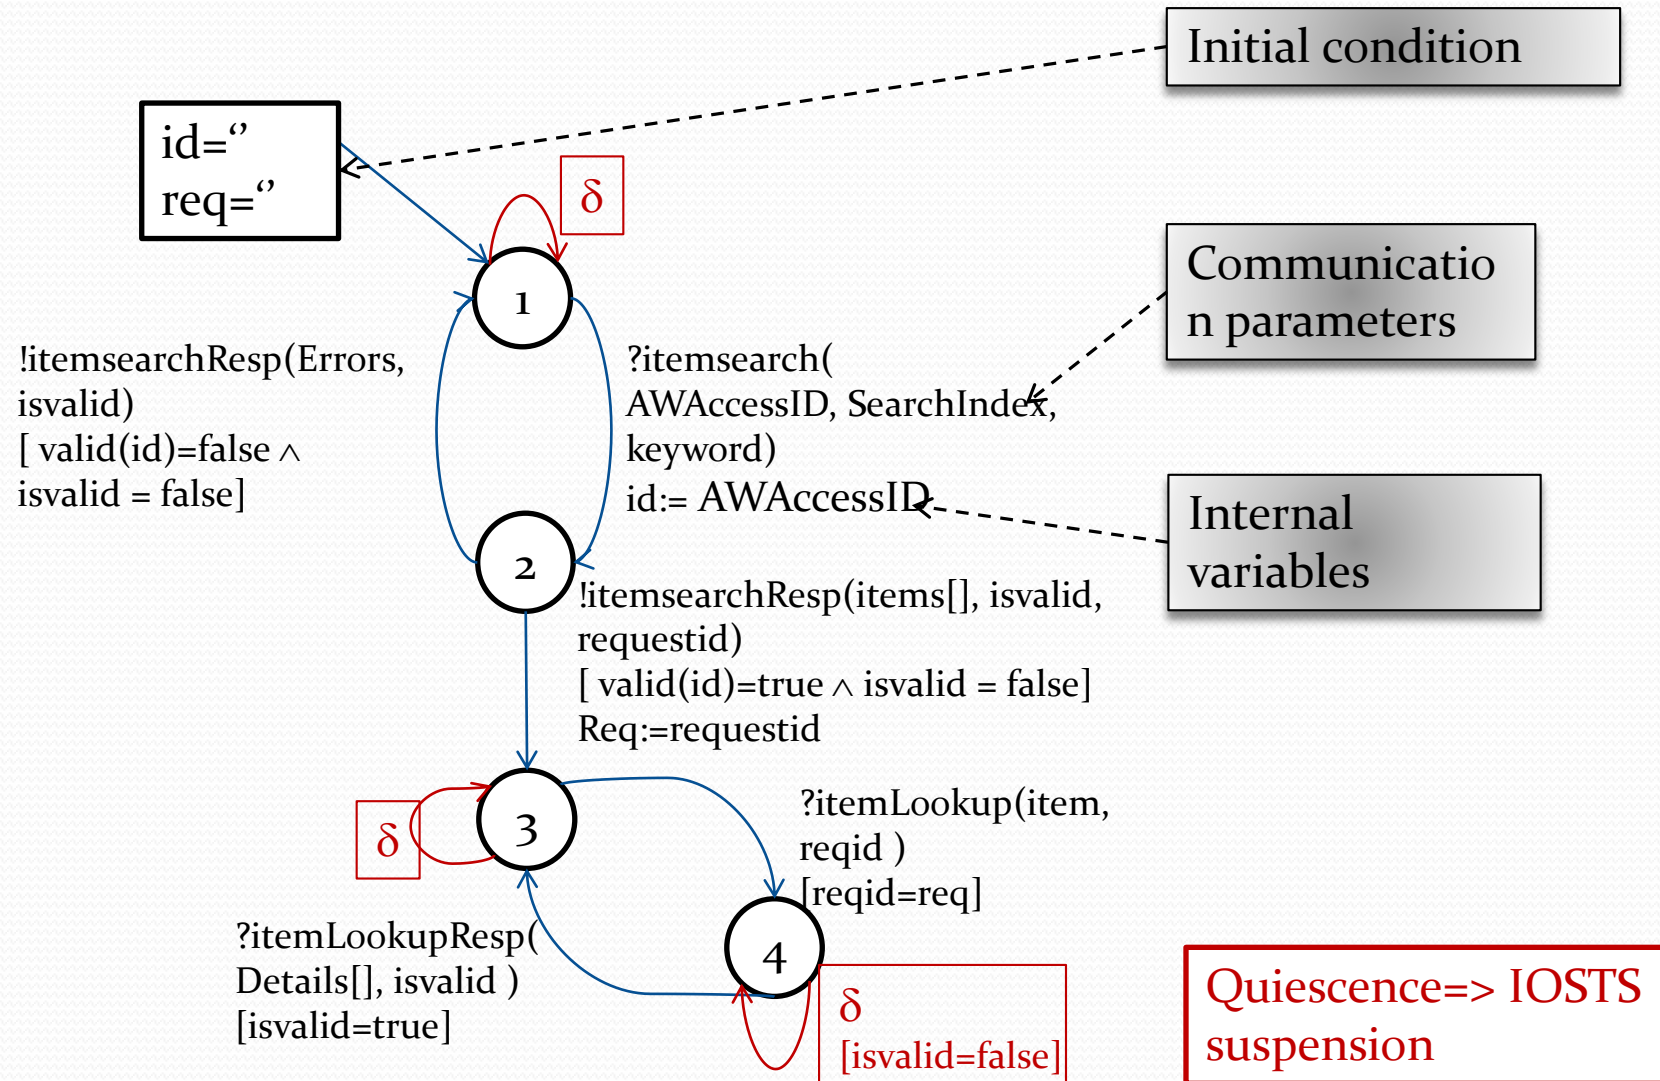 Initial condition
id=‘’
req=‘’
δ
1
Communicatio
n parameters
!itemsearchResp(Errors,
isvalid)
[ valid(id)=false ∧
isvalid = false]
?itemsearch(
AWAccessID, SearchIndex,
keyword)
id:= AWAccessID
Internal
variables
2
!itemsearchResp(items[], isvalid,
requestid)
[ valid(id)=true ∧ isvalid = false]
Req:=requestid
δ
3
?itemLookup(item,
reqid )
[reqid=req]
?itemLookupResp(
Details[], isvalid )
[isvalid=true]
4
δ
[isvalid=false]
Quiescence=> IOSTS
suspension